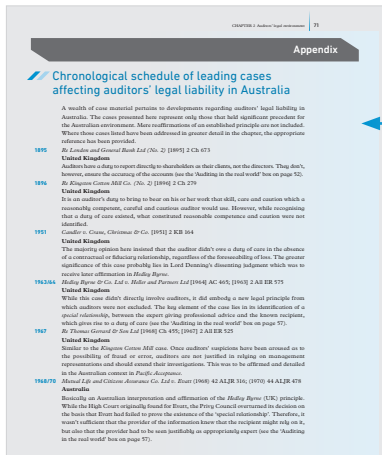 CHAPTER 2 Auditors' legal environment 71
Appendix
Chronological schedule of leading cases
affecting auditors' legal liability in Australia
A wealth of case material pertains to developments regarding auditors' legal liability in
Australia. The cases presented here represent only those that held significant precedent for
the Australian environment. Mere reaffirmations of an established principle are not included.
Where those cases listed have been addressed in greater detail in the chapter, the appropriate
reference has been provided.
1895 Re London and General Bank Ltd (No. 2) [1895] 2 Ch 673
United Kingdom
Auditors have a duty to report directly to shareholders as their clients, not the directors. They don't,
however, ensure the accuracy of the accounts (see the 'Auditing in the real world' box on page 52).
1896 Re Kingston Cotton Mill Co. (No. 2) [1896] 2 Ch 279
United Kingdom
It is an auditor's duty to bring to bear on his or her work that skill, care and caution which a
reasonably competent, careful and cautious auditor would use. However, while recognising
that a duty of care existed, what constituted reasonable competence and caution were not
identified.
1951 Candler v. Crane, Christmas & Co. [1951] 2 KB 164
United Kingdom
The majority opinion here insisted that the auditor didn't owe a duty of care in the absence
of a contractual or fiduciary relationship, regardless of the foreseeability of loss. The greater
significance of this case probably lies in Lord Denning's dissenting judgment which was to
receive later affirmation in Hedley Byrne.
1963/64 Hedley Byrne & Co. Ltd v. Heller and Partners Ltd [1964] AC 465; [1963] 2 All ER 575
United Kingdom
While this case didn't directly involve auditors, it did embody a new legal principle from
which auditors were not excluded. The key element of the case lies in its identification of a
special relationship, between the expert giving professional advice and the known recipient,
which gives rise to a duty of care (see the 'Auditing in the real world' box on page 57).
1967 Re Thomas Gerrard & Son Ltd [1968] Ch 455; [1967] 2 All ER 525
United Kingdom
Similar to the Kingston Cotton Mill case. Once auditors' suspicions have been aroused as to
the possibility of fraud or error, auditors are not justified in relying on management
representations and should extend their investigations. This was to be affirmed and detailed
in the Australian context in Pacific Acceptance.
1968/70 Mutual Life and Citizens Assurance Co. Ltd v. Evatt (1968) 42 ALJR 316; (1970) 44 ALJR 478
Australia
Basically an Australian interpretation and affirmation of the Hedley Byrne (UK) principle.
While the High Court originally found for Evatt, the Privy Council overturned its decision on
the basis that Evatt had failed to prove the existence of the 'special relationship'. Therefore, it
wasn't sufficient that the provider of the information knew that the recipient might rely on it,
but also that the provider had to be seen justifiably as appropriately expert (see the 'Auditing
in the real world' box on page 57).